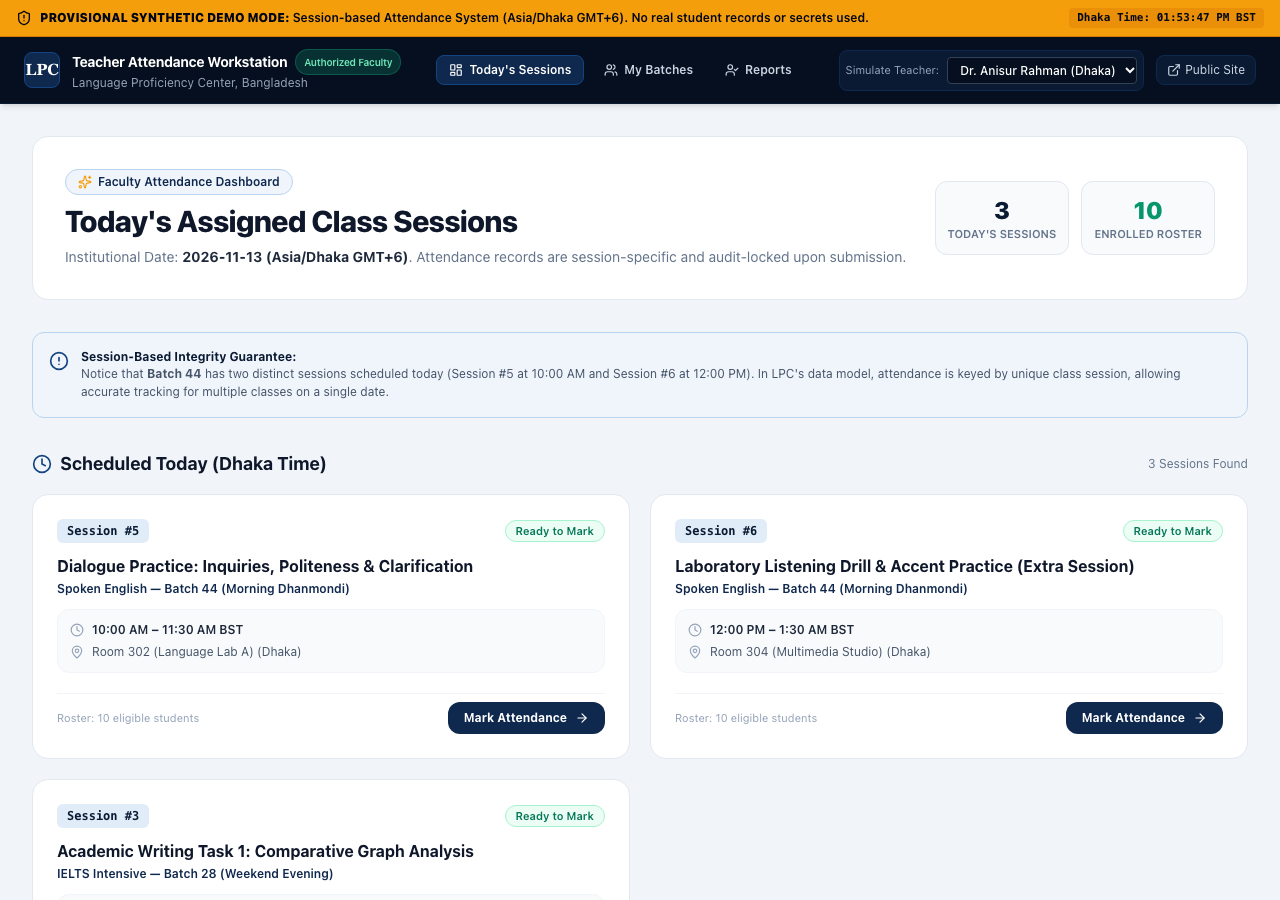 PROVISIONAL SYNTHETIC DEMO MODE: Session-based Attendance System (Asia/Dhaka GMT+6). No real student records or secrets used.
Dhaka Time: 01:53:47 PM BST
LPC
Teacher Attendance Workstation
Authorized Faculty
Language Proficiency Center, Bangladesh
Today's Sessions
My Batches
Reports
Simulate Teacher:
Dr. Anisur Rahman (Dhaka)
Public Site
Faculty Attendance Dashboard
Today's Assigned Class Sessions
Institutional Date: 2026-11-13 (Asia/Dhaka GMT+6). Attendance records are session-specific and audit-locked upon submission.
3
TODAY'S SESSIONS
10
ENROLLED ROSTER
Session-Based Integrity Guarantee:
Notice that Batch 44 has two distinct sessions scheduled today (Session #5 at 10:00 AM and Session #6 at 12:00 PM). In LPC's data model, attendance is keyed by unique class session, allowing
accurate tracking for multiple classes on a single date.
Scheduled Today (Dhaka Time)
3 Sessions Found
Session #5
Ready to Mark
Dialogue Practice: Inquiries, Politeness & Clarification
Spoken English — Batch 44 (Morning Dhanmondi)
10:00 AM – 11:30 AM BST
Room 302 (Language Lab A) (Dhaka)
Roster: 10 eligible students
Mark Attendance
Session #6
Ready to Mark
Laboratory Listening Drill & Accent Practice (Extra Session)
Spoken English — Batch 44 (Morning Dhanmondi)
12:00 PM – 1:30 AM BST
Room 304 (Multimedia Studio) (Dhaka)
Roster: 10 eligible students
Mark Attendance
Session #3
Ready to Mark
Academic Writing Task 1: Comparative Graph Analysis
IELTS Intensive — Batch 28 (Weekend Evening)